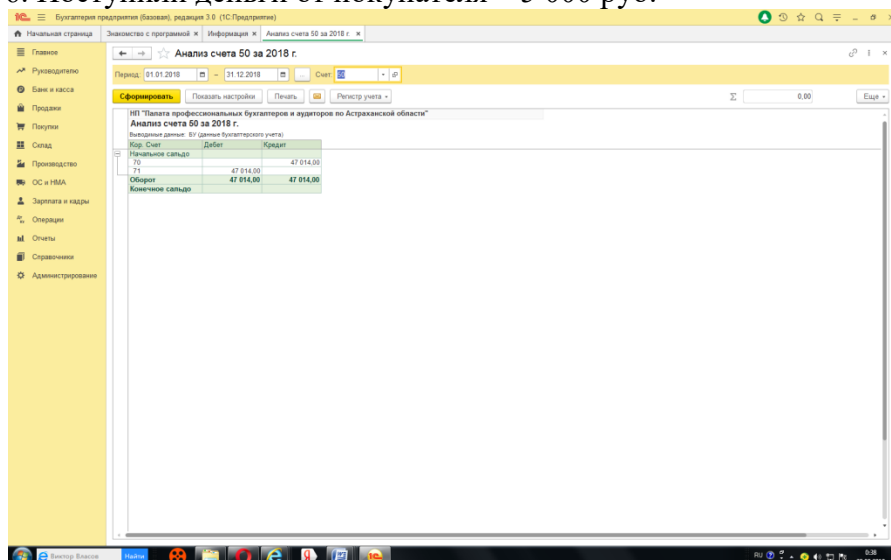 6. Поступили деньги от покупателя – 5 000 руб.
Бухгалтерия предприятия (базовая), редакция 3.0 (1С:Предприятие)
Начальная страница Знакомство с программой × Информация × Анализ счета 50 за 2018 г. ×
Главное
Руководителю
Банк и касса
Продажи
Покупки
Склад
Производство
ОС и НМА
Зарплата и кадры
Операции
Отчеты
Справочники
Администрирование
Анализ счета 50 за 2018 г.
Период: 01.01.2018 – 31.12.2018 ... Счет: 50
Сформировать Показать настройки Печать Регистр учета Σ 0,00 Еще
НП "Палата профессиональных бухгалтеров и аудиторов по Астраханской области"
Анализ счета 50 за 2018 г.
Выводимые данные: БУ (данные бухгалтерского учета)
Кор. Счет Дебет Кредит
Начальное сальдо
70 47 014,00
71 47 014,00
Оборот 47 014,00 47 014,00
Конечное сальдо
Виктор Власов Найти RU 0:38